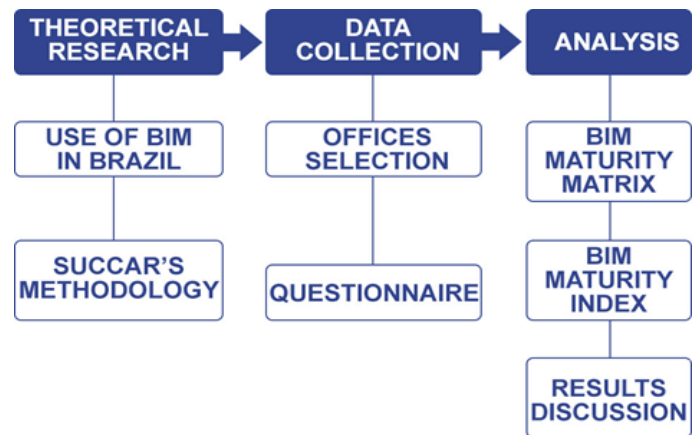 THEORETICAL
RESEARCH
DATA
COLLECTION
ANALYSIS
USE OF BIM
IN BRAZIL
SUCCAR'S
METHODOLOGY
OFFICES
SELECTION
QUESTIONNAIRE
BIM
MATURITY
MATRIX
BIM
MATURITY
INDEX
RESULTS
DISCUSSION